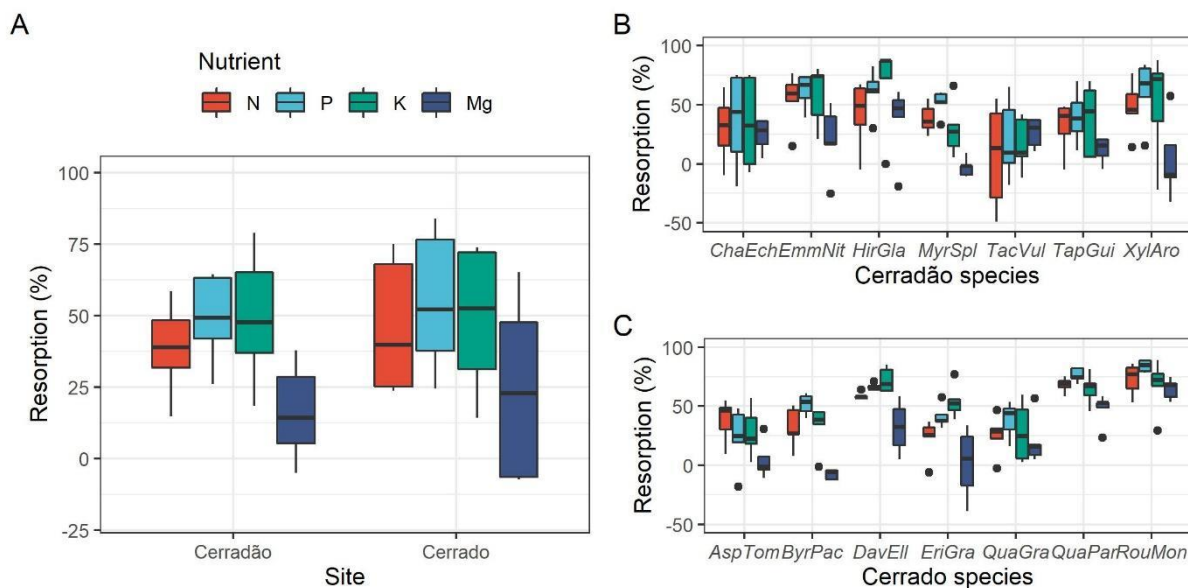 A
Nutrient
N P K Mg
Resorption (%)
100
75
50
25
0
-25
Cerradão Cerrado
Site
B
Resorption (%)
100
50
0
-50
ChaEch EmmNit HirGla MyrSpl TacVul TapGui XylAro
Cerradão species
C
Resorption (%)
100
50
0
-50
AspTom ByrPac DavEll EriGra QuaGra QuaPar RouMon
Cerrado species